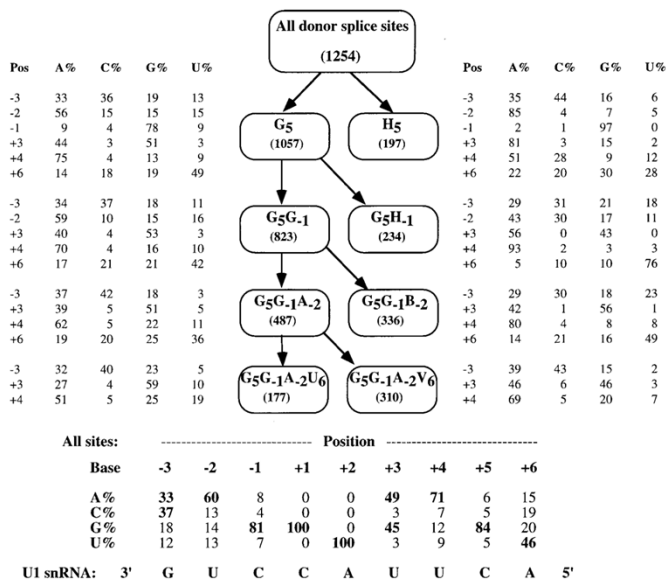 All donor splice sites
(1254)
Pos A% C% G% U%
-3 33 36 19 13
-2 56 15 15 15
-1 9 4 78 9
+3 44 3 51 3
+4 75 4 13 9
+6 14 18 19 49
-3 34 37 18 11
-2 59 10 15 16
+3 40 4 53 3
+4 70 4 16 10
+6 17 21 21 42
-3 37 42 18 3
+3 39 5 51 5
+4 62 5 22 11
+6 19 20 25 36
-3 32 40 23 5
+3 27 4 59 10
+4 51 5 25 19
G5
(1057)
H5
(197)
G5G-1
(823)
G5H-1
(234)
G5G-1A-2
(487)
G5G-1B-2
(336)
G5G-1A-2U6
(177)
G5G-1A-2V6
(310)
Pos A% C% G% U%
-3 35 44 16 6
-2 85 4 7 5
-1 2 1 97 0
+3 81 3 15 2
+4 51 28 9 12
+6 22 20 30 28
-3 29 31 21 18
-2 43 30 17 11
+3 56 0 43 0
+4 93 2 3 3
+6 5 10 10 76
-3 29 30 18 23
+3 42 1 56 1
+4 80 4 8 8
+6 14 21 16 49
-3 39 43 15 2
+3 46 6 46 3
+4 69 5 20 7
All sites: ------------------ Position ------------------
Base -3 -2 -1 +1 +2 +3 +4 +5 +6
A% 33 60 8 0 0 49 71 6 15
C% 37 13 4 0 0 3 7 5 19
G% 18 14 81 100 0 45 12 84 20
U% 12 13 7 0 100 3 9 5 46
U1 snRNA: 3' G U C C A U U C A 5'